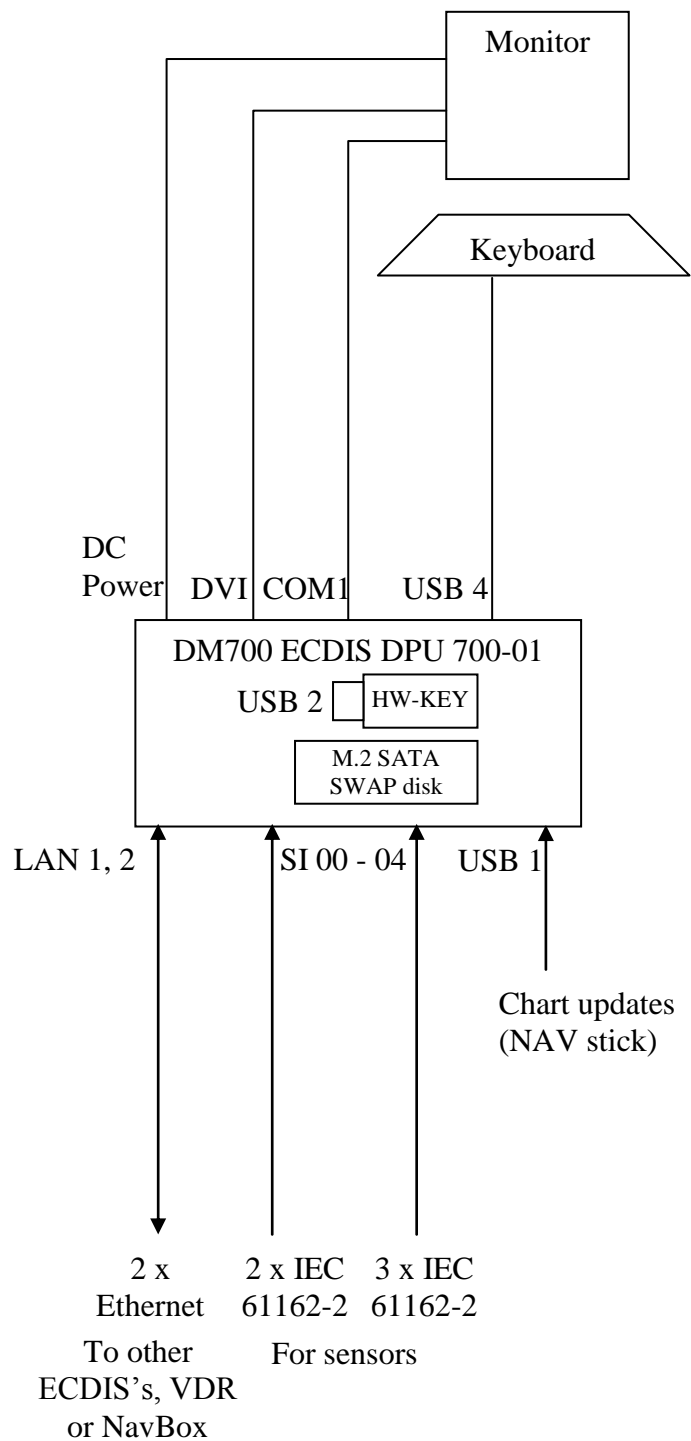 Monitor
Keyboard
DC
Power
DVI
COM1
USB 4
DM700 ECDIS DPU 700-01
USB 2
HW-KEY
M.2 SATA
SWAP disk
LAN 1, 2
SI 00 - 04
USB 1
Chart updates
(NAV stick)
2 x
Ethernet
2 x IEC
61162-2
3 x IEC
61162-2
To other
ECDIS’s, VDR
or NavBox
For sensors